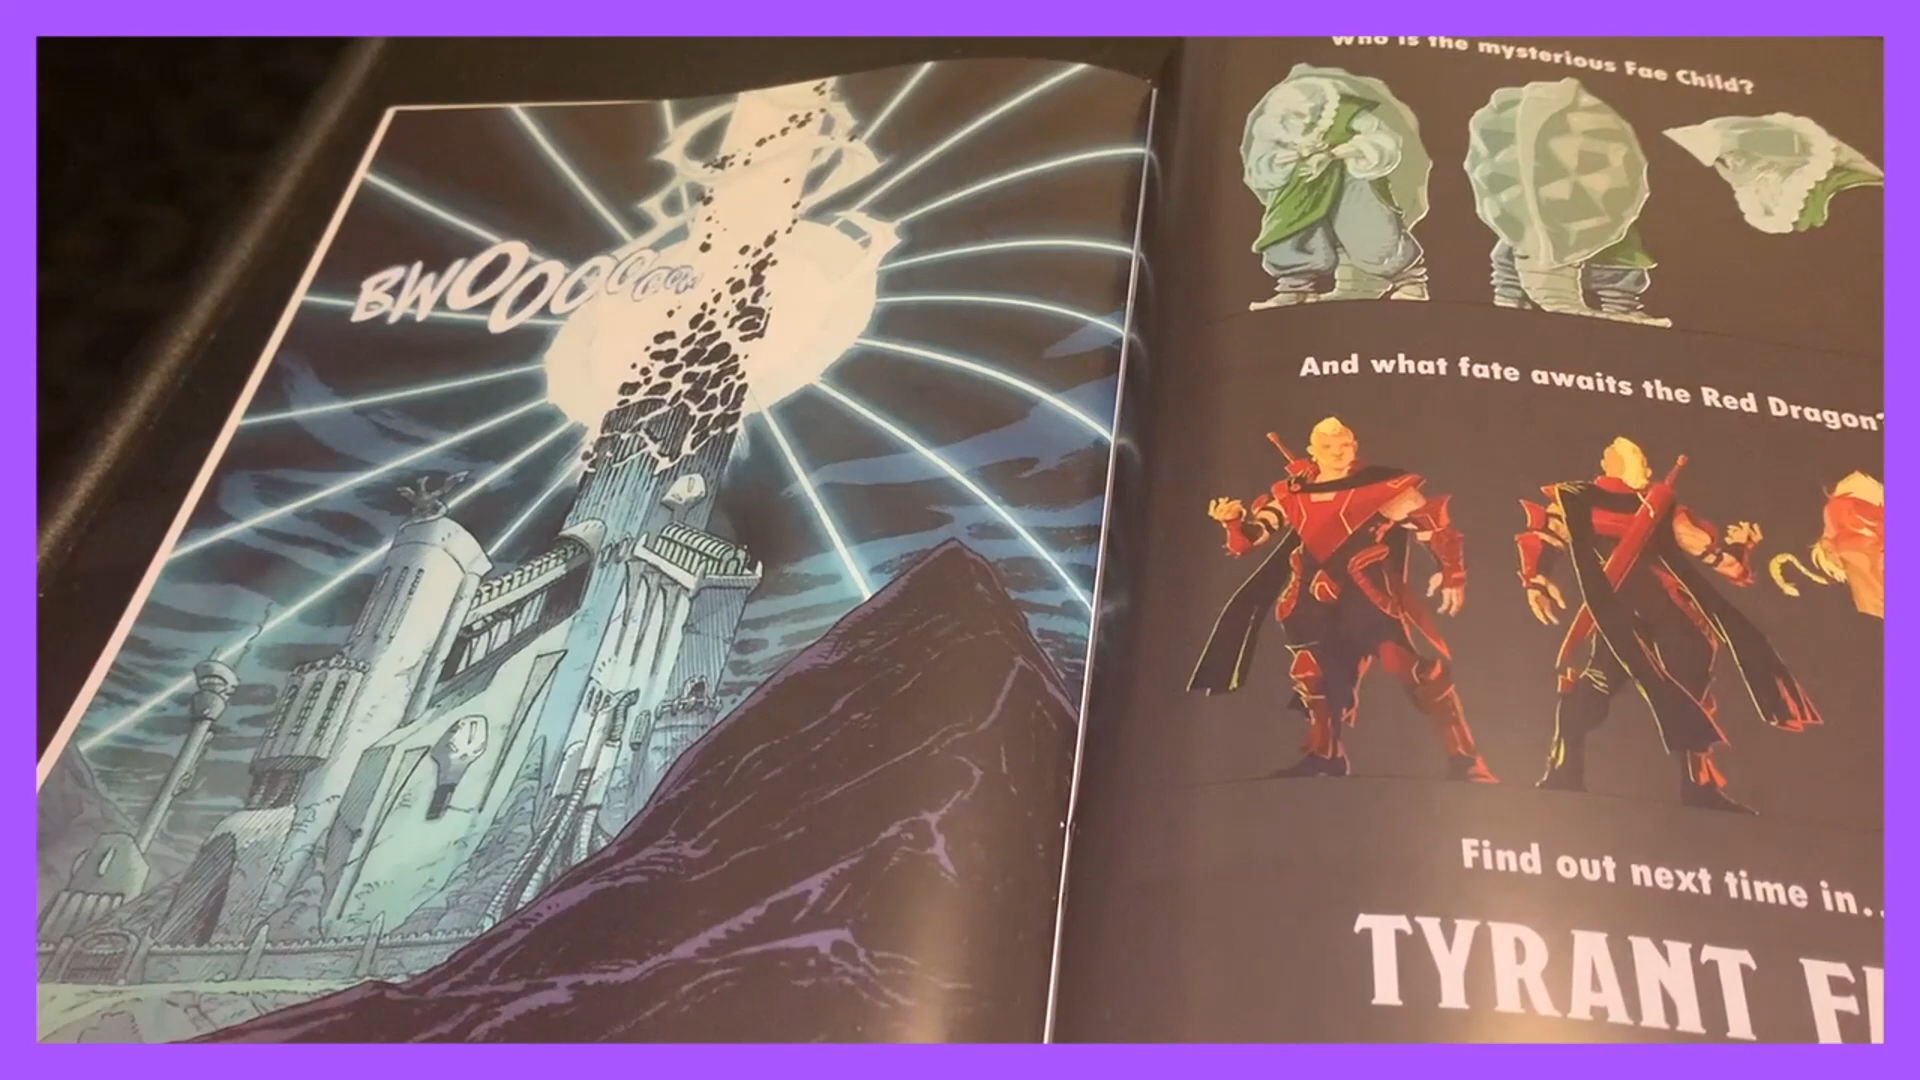 BWOOOOOOOM
Who is the mysterious Fae Child?
And what fate awaits the Red Dragon?
Find out next time in..
TYRANT